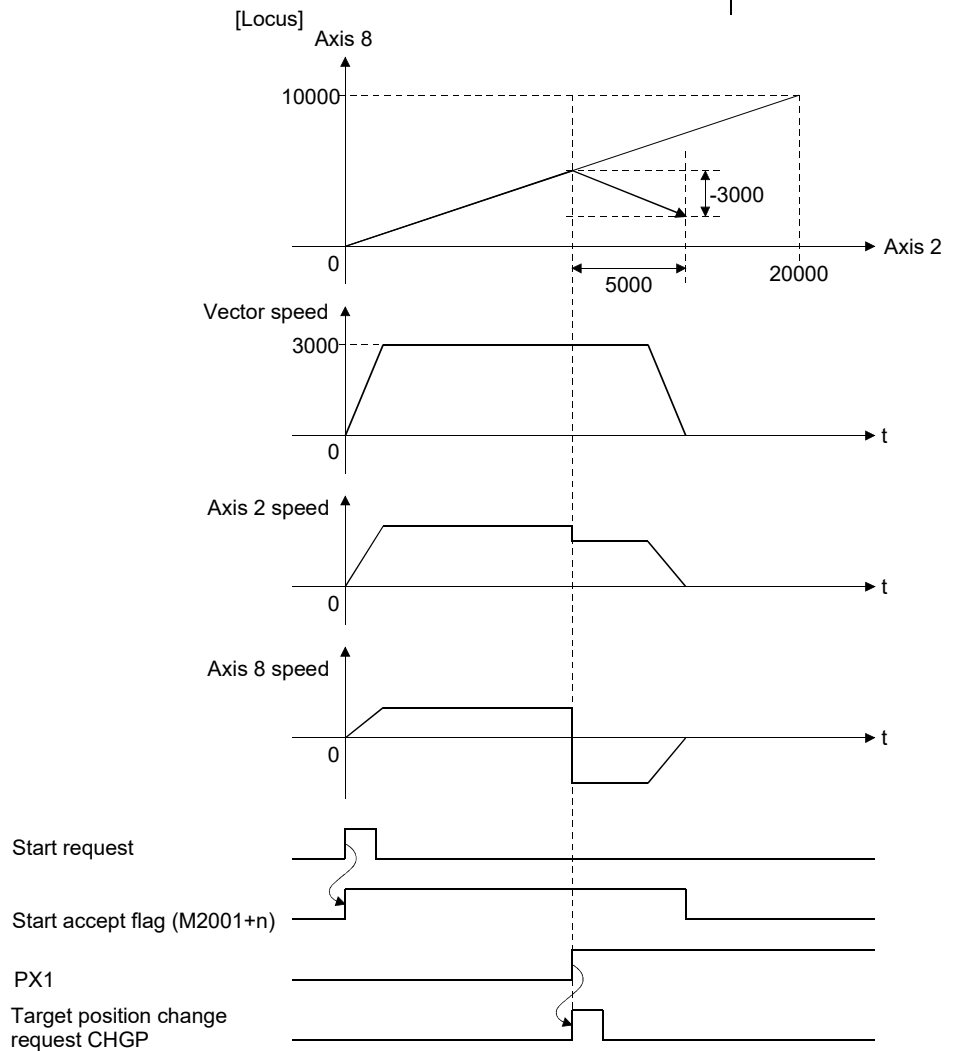 [Locus]
Axis 8
10000
-3000
0
Axis 2
5000
20000
Vector speed
3000
0
t
Axis 2 speed
0
t
Axis 8 speed
0
t
Start request
Start accept flag (M2001+n)
PX1
Target position change
request CHGP